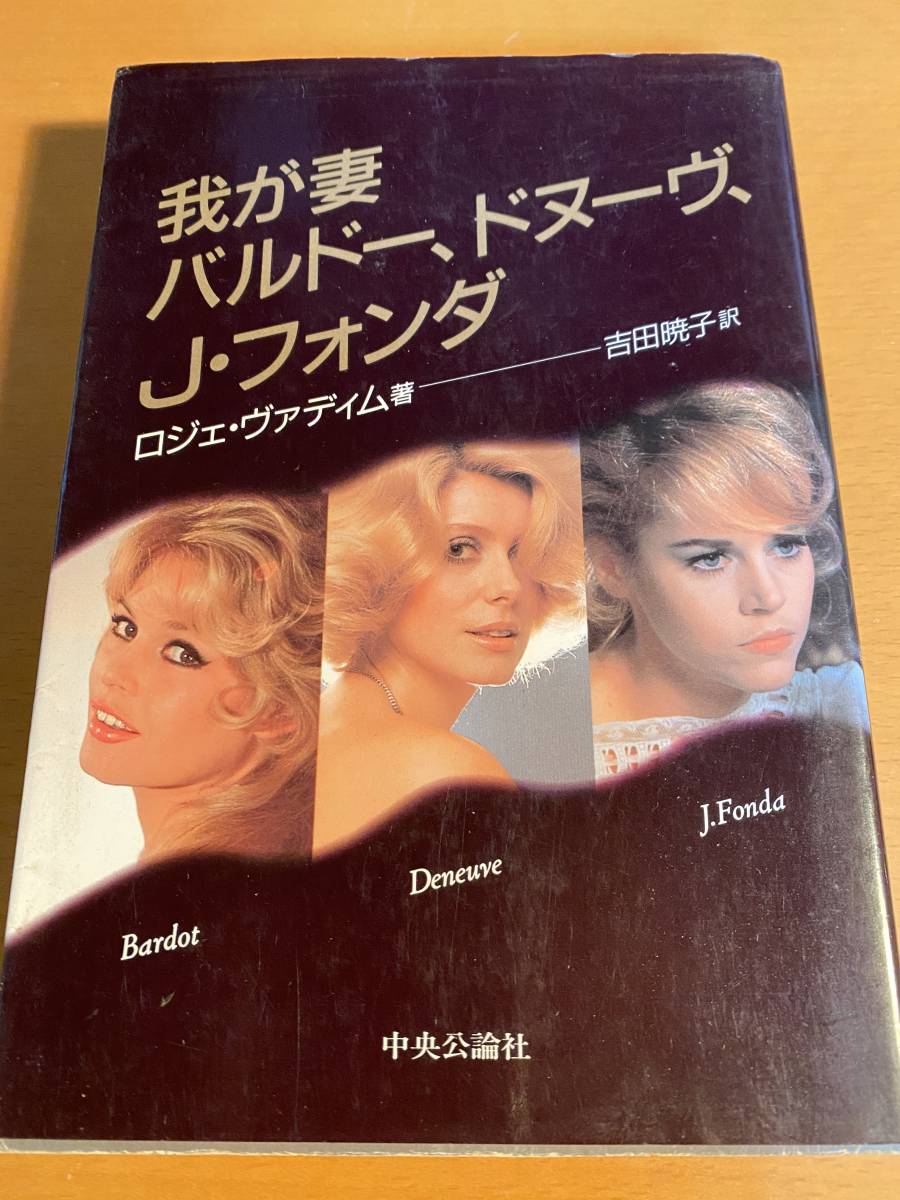 我が妻
バルドー、ドヌーヴ、
J・フォンダ
ロジェ・ヴァディム著
吉田暁子訳
Bardot
Deneuve
J.Fonda
中央公論社